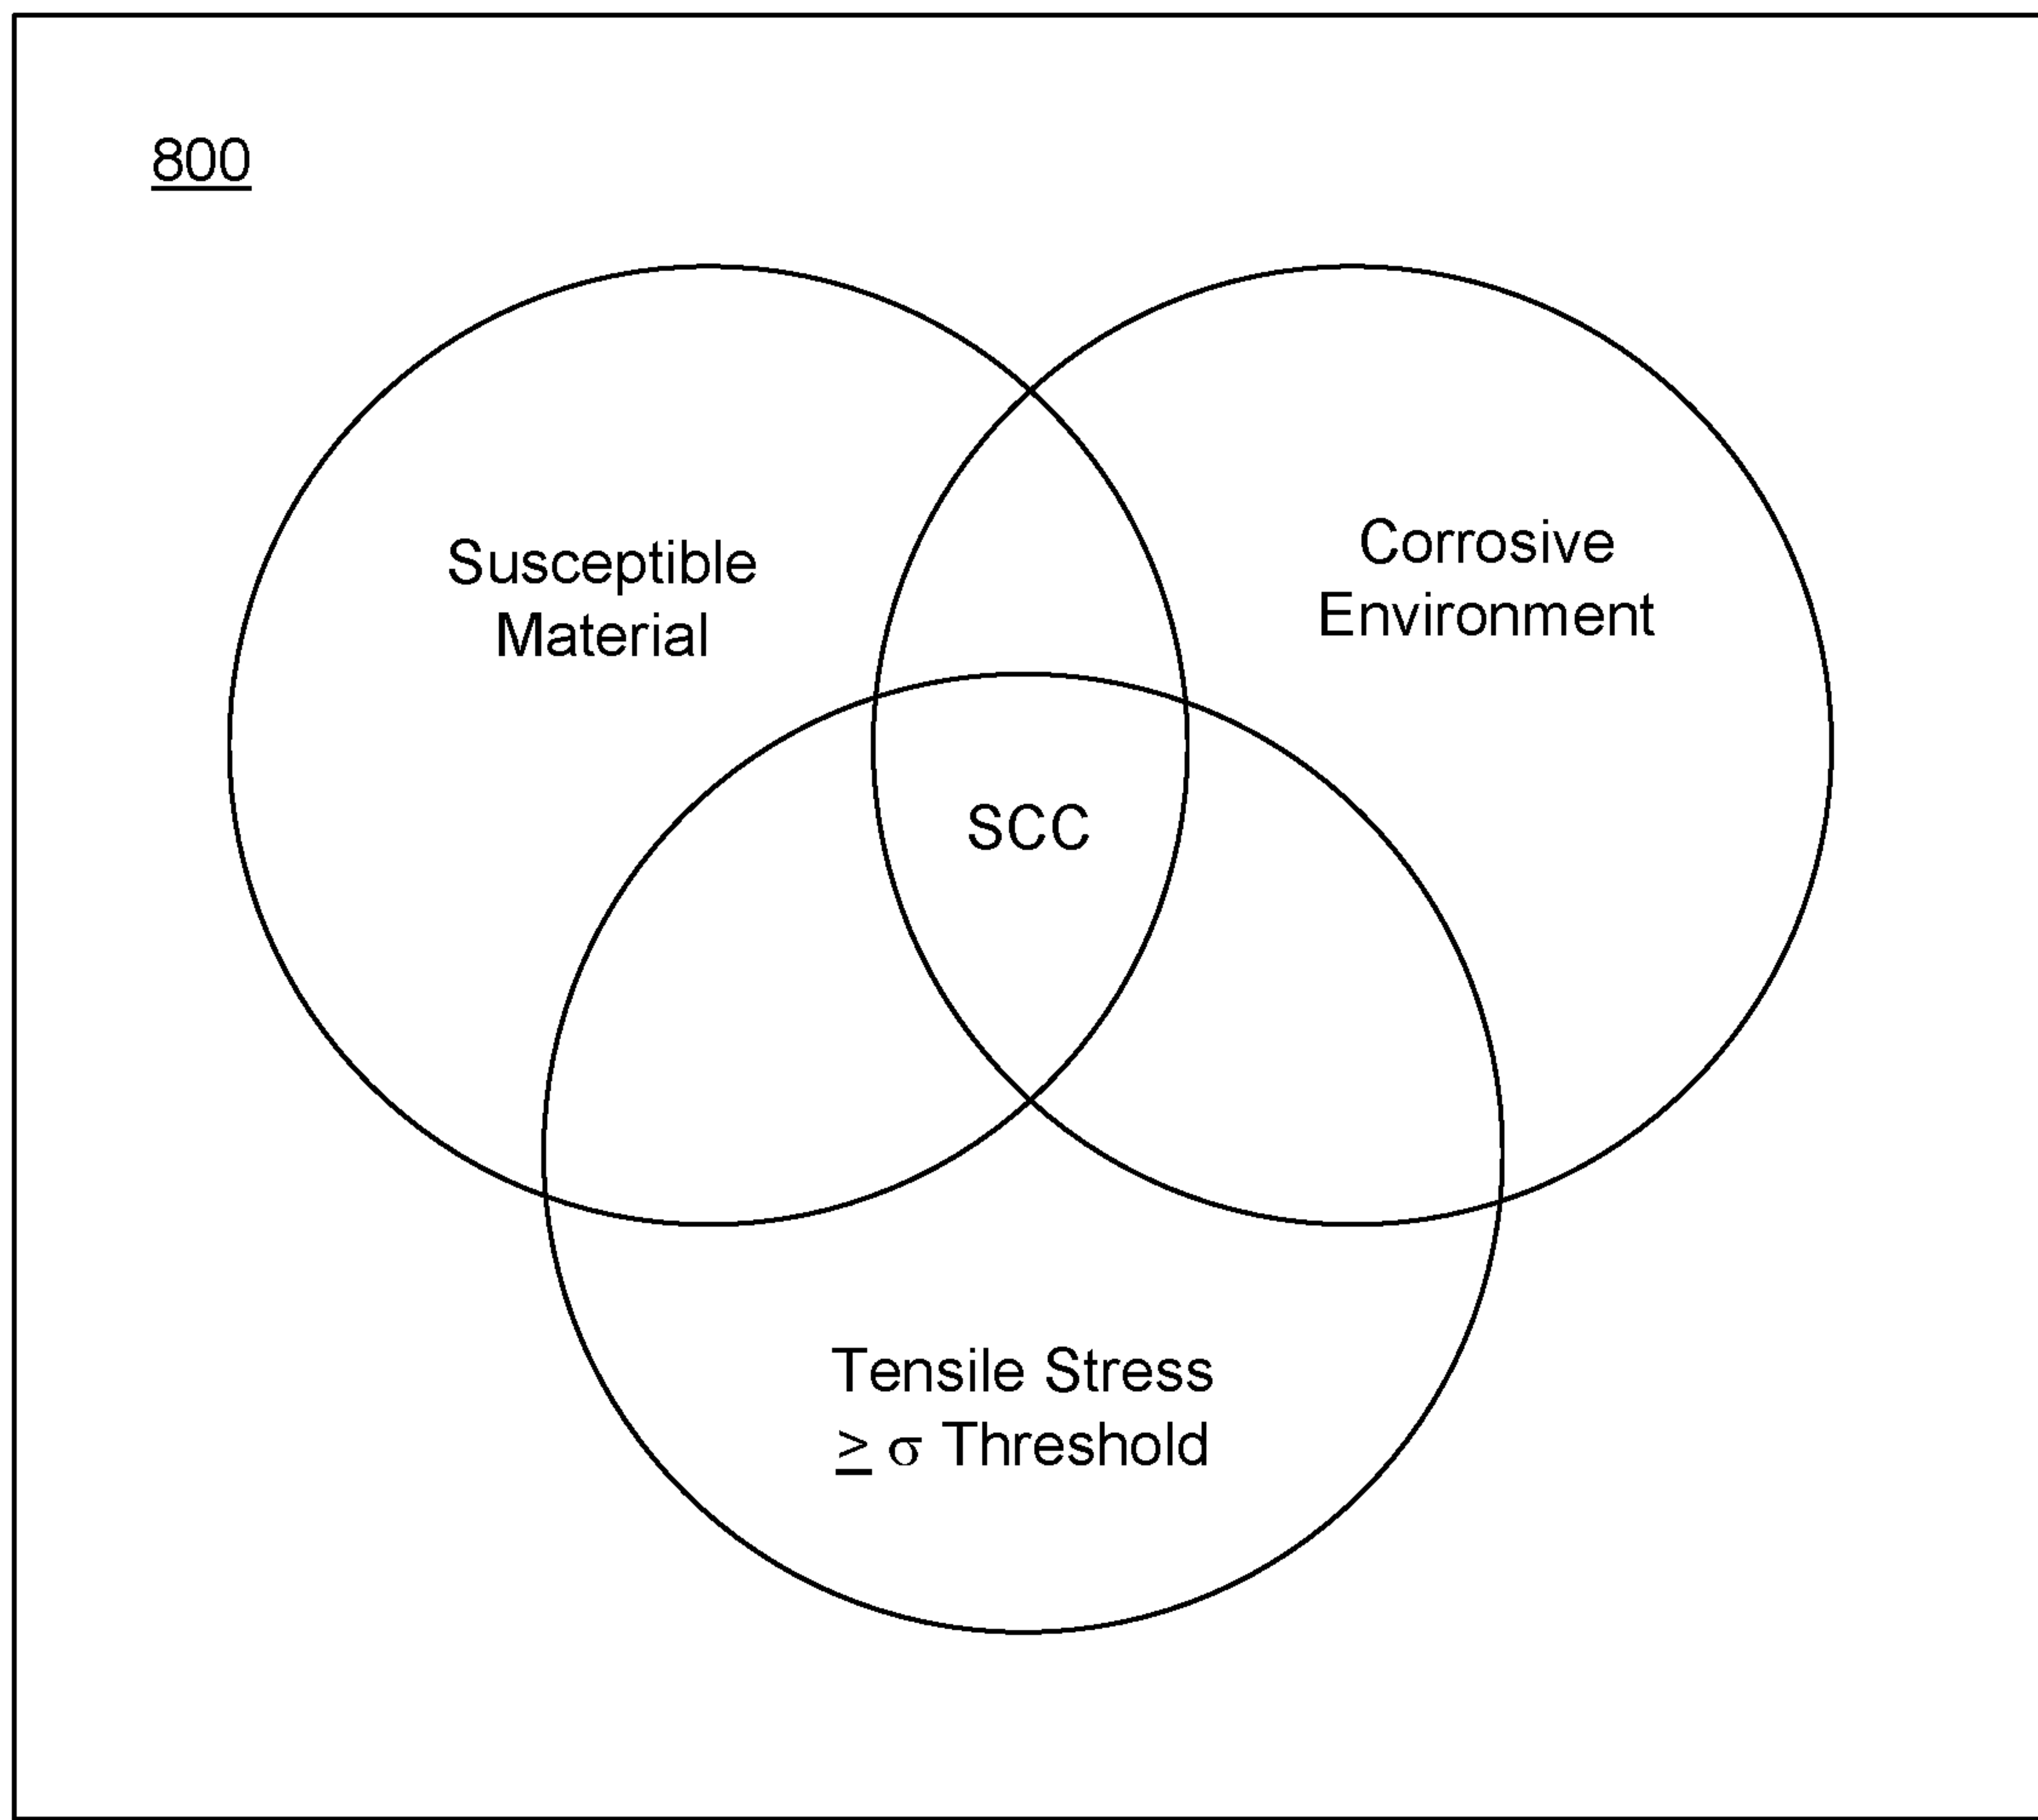 800
Susceptible
Material
Corrosive
Environment
SCC
Tensile Stress
≥ σ Threshold